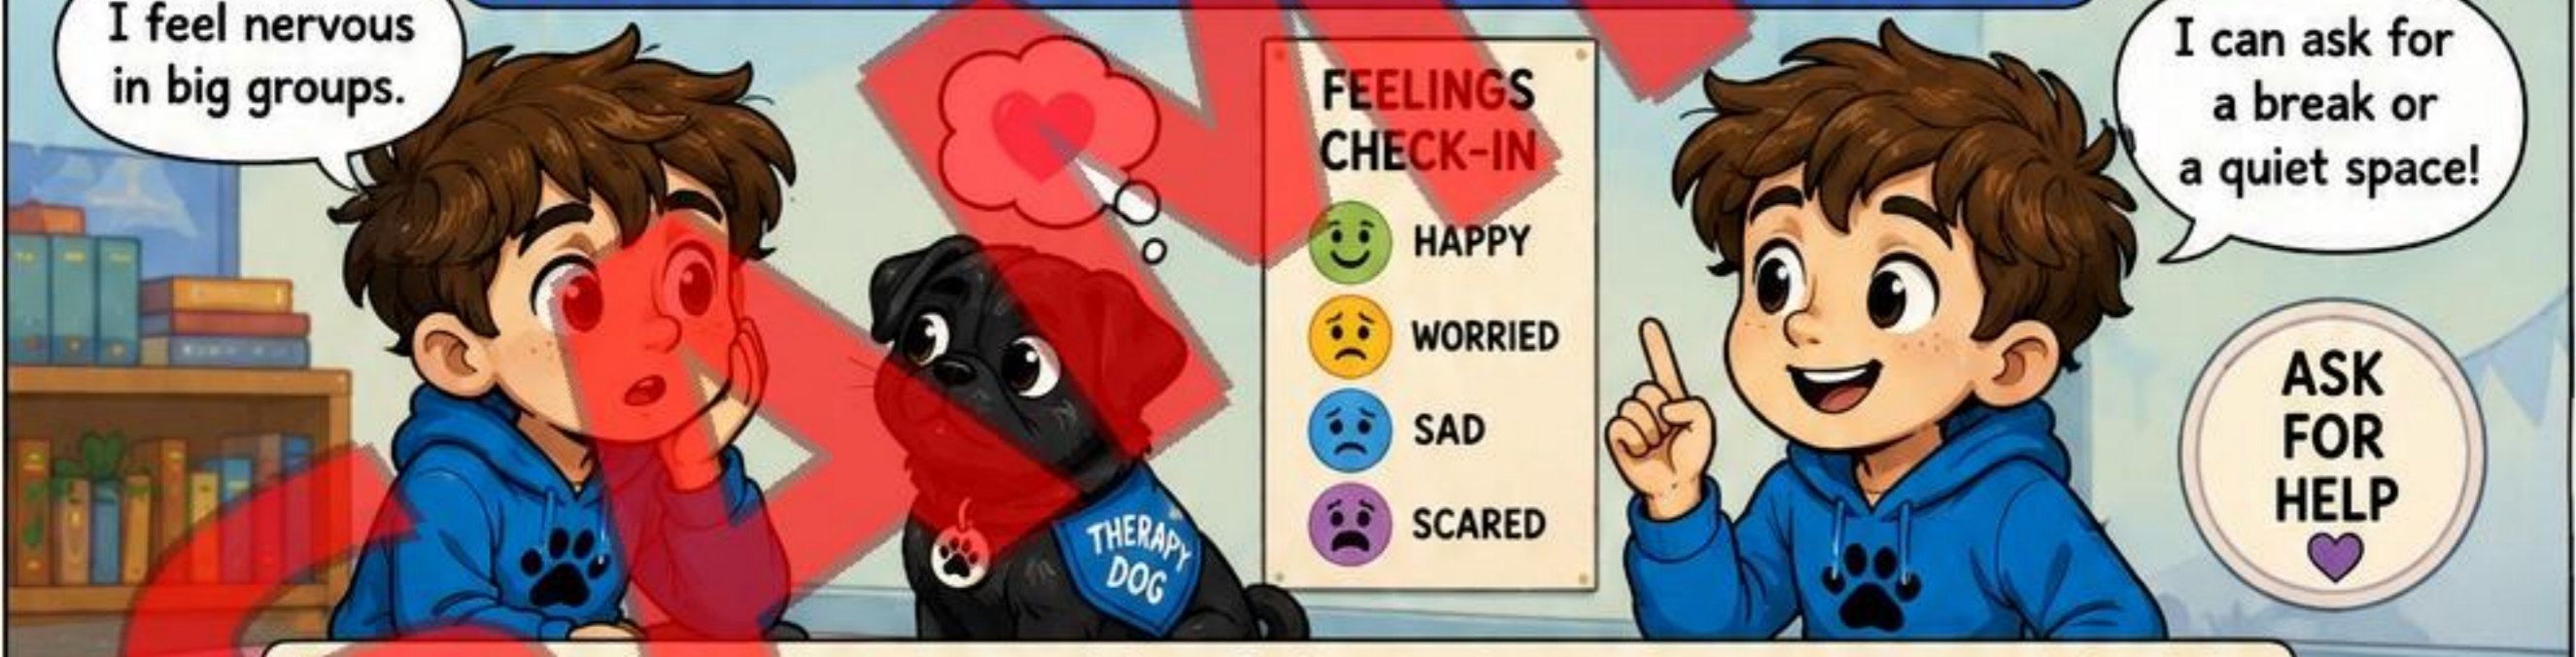 I feel nervous
in big groups.
FEELINGS
CHECK-IN
HAPPY
WORRIED
SAD
SCARED
THERAPY
DOG
I can ask for
a break or
a quiet space!
ASK
FOR
HELP